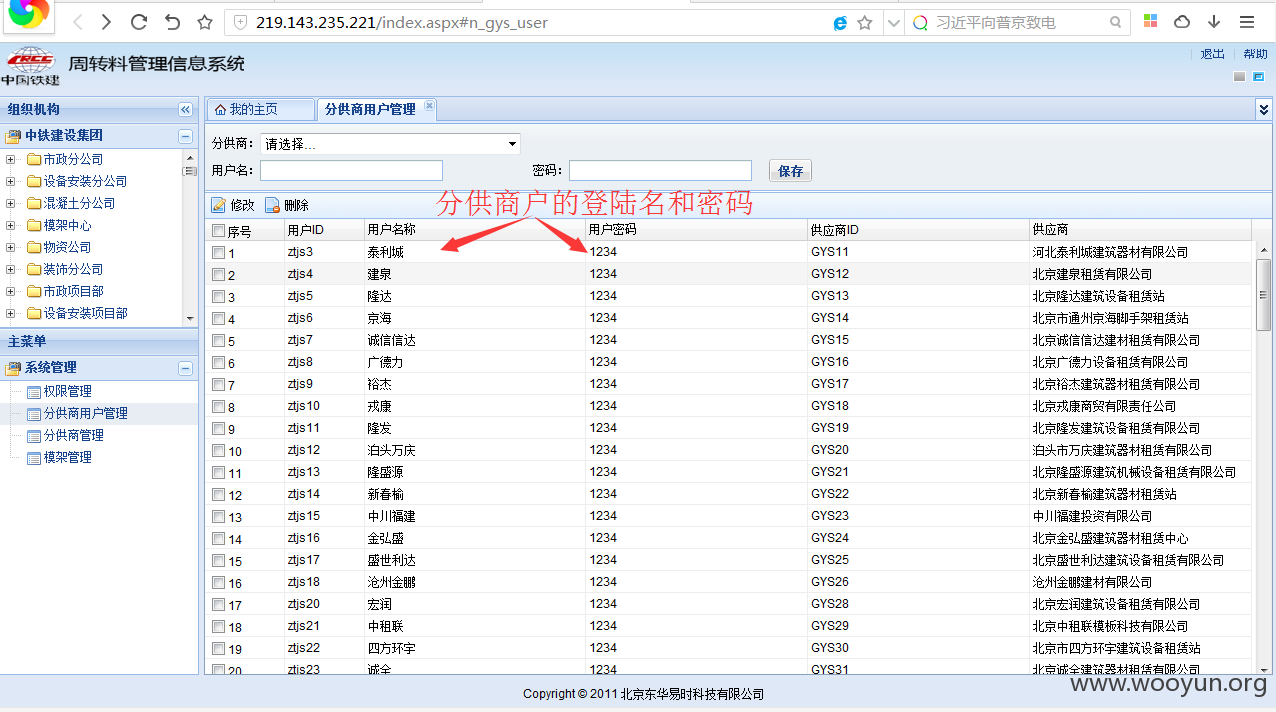 219.143.235.221/index.aspx#n_gys_user
习近平向普京致电
CRCC
中国铁建
周转料管理信息系统
退出 帮助
组织机构
中铁建设集团
市政分公司
设备安装分公司
混凝土分公司
模架中心
物资公司
装饰分公司
市政项目部
设备安装项目部
主菜单
系统管理
权限管理
分供商用户管理
分供商管理
模架管理
我的主页 分供商用户管理
分供商: 请选择...
用户名: 密码: 保存
修改 删除
分供商户的登陆名和密码
序号 用户ID 用户名称 用户密码 供应商ID 供应商
1 ztjs3 泰利城 1234 GYS11 河北泰利城建筑器材有限公司
2 ztjs4 建泉 1234 GYS12 北京建泉租赁有限公司
3 ztjs5 隆达 1234 GYS13 北京隆达建筑设备租赁站
4 ztjs6 京海 1234 GYS14 北京市通州京海脚手架租赁站
5 ztjs7 诚信信达 1234 GYS15 北京诚信信达建材租赁有限公司
6 ztjs8 广德力 1234 GYS16 北京广德力设备租赁有限公司
7 ztjs9 裕杰 1234 GYS17 北京裕杰建筑器材租赁有限公司
8 ztjs10 戎康 1234 GYS18 北京戎康商贸有限责任公司
9 ztjs11 隆发 1234 GYS19 北京隆发建筑设备租赁有限公司
10 ztjs12 泊头万庆 1234 GYS20 泊头市万庆建筑器材租赁有限公司
11 ztjs13 隆盛源 1234 GYS21 北京隆盛源建筑机械设备租赁有限公司
12 ztjs14 新春榆 1234 GYS22 北京新春榆建筑器材租赁站
13 ztjs15 中川福建 1234 GYS23 中川福建投资有限公司
14 ztjs16 金弘盛 1234 GYS24 北京金弘盛建筑器材租赁中心
15 ztjs17 盛世利达 1234 GYS25 北京盛世利达建筑设备租赁有限公司
16 ztjs18 沧州金鹏 1234 GYS26 沧州金鹏建材有限公司
17 ztjs20 宏润 1234 GYS28 北京宏润建筑设备租赁有限公司
18 ztjs21 中租联 1234 GYS29 北京中租联模板科技有限公司
19 ztjs22 四方环宇 1234 GYS30 北京市四方环宇建筑设备租赁站
20 ztjs23 诚全 1234 GYS31 北京诚全建筑器材租赁有限公司
Copyright © 2011 北京东华易时科技有限公司
www.wooyun.org